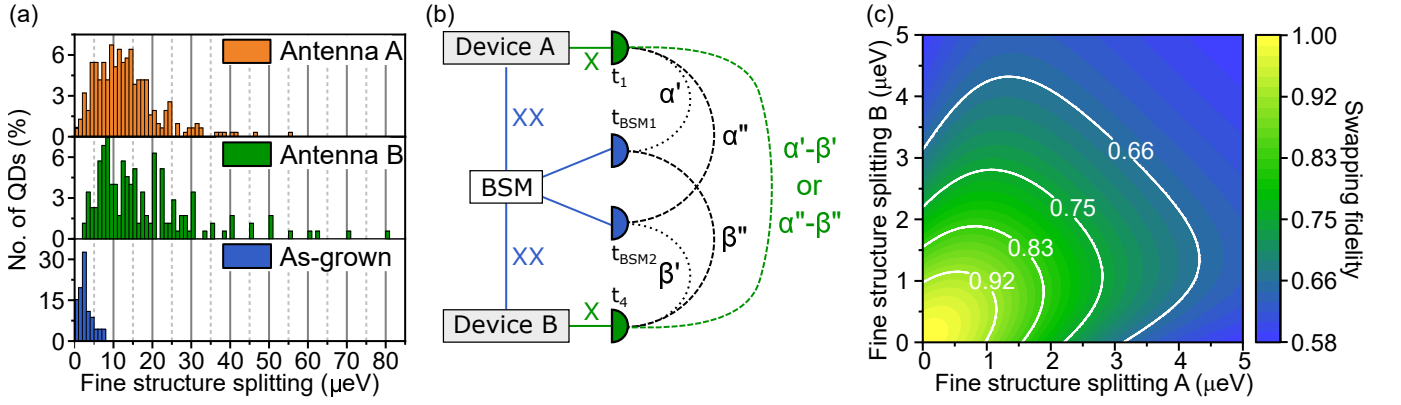 (a)
Antenna A
6
3
0
Antenna B
6
3
0
As-grown
30
15
0
0 10 20 30 40 50 60 70 80
No. of QDs (%)
Fine structure splitting (μeV)
(b)
Device A
X
t1
XX
α'
tBSM1
α''
BSM
α'-β'
or
α''-β''
XX
tBSM2
β'
β''
t4
X
Device B
(c)
5
4
3
2
1
0
0 1 2 3 4 5
Fine structure splitting B (μeV)
Fine structure splitting A (μeV)
0.66
0.75
0.83
0.92
1.00
0.92
0.83
0.75
0.66
0.58
Swapping fidelity